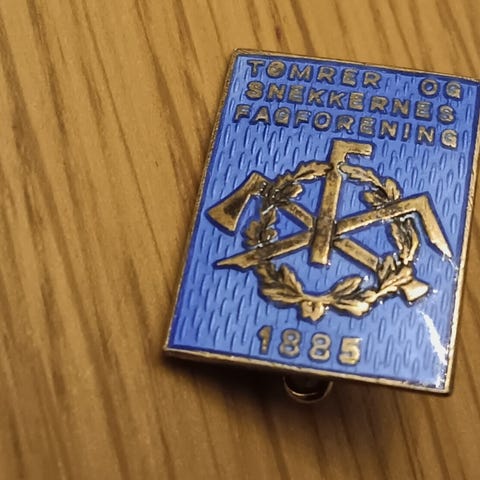 TØMRER OG
SNEKKERNES
FAGFORENING
1885